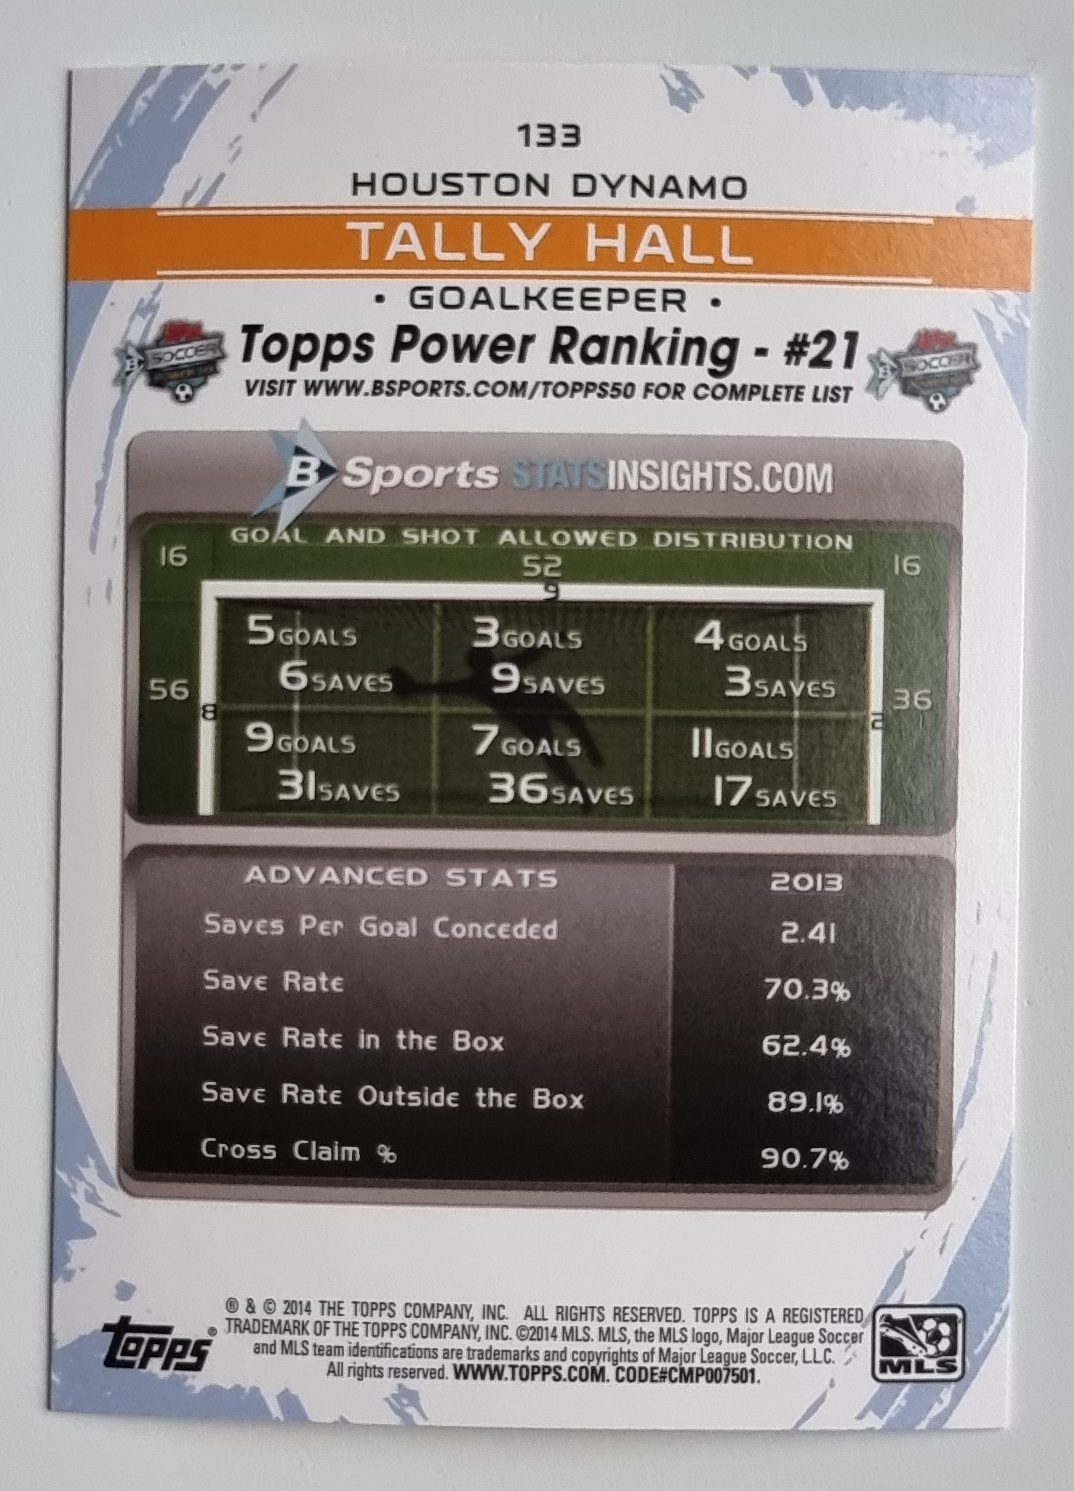 133
HOUSTON DYNAMO
TALLY HALL
• GOALKEEPER •
Topps Power Ranking - #21
SOCCER
SOCCER
VISIT WWW.BSPORTS.COM/TOPPS50 FOR COMPLETE LIST
B Sports STATSINSIGHTS.COM
GOAL AND SHOT ALLOWED DISTRIBUTION
16 52 16
9
5 GOALS 3 GOALS 4 GOALS
6 SAVES 9 SAVES 3 SAVES
56 8 2 36
9 GOALS 7 GOALS 11 GOALS
31 SAVES 36 SAVES 17 SAVES
ADVANCED STATS 2013
Saves Per Goal Conceded 2.41
Save Rate 70.3%
Save Rate in the Box 62.4%
Save Rate Outside the Box 89.1%
Cross Claim % 90.7%
® & © 2014 THE TOPPS COMPANY, INC. ALL RIGHTS RESERVED. TOPPS IS A REGISTERED
TRADEMARK OF THE TOPPS COMPANY, INC. ©2014 MLS. MLS, the MLS logo, Major League Soccer
and MLS team identifications are trademarks and copyrights of Major League Soccer, L.L.C.
All rights reserved. WWW.TOPPS.COM. CODE#CMP007501.
topps®
MLS